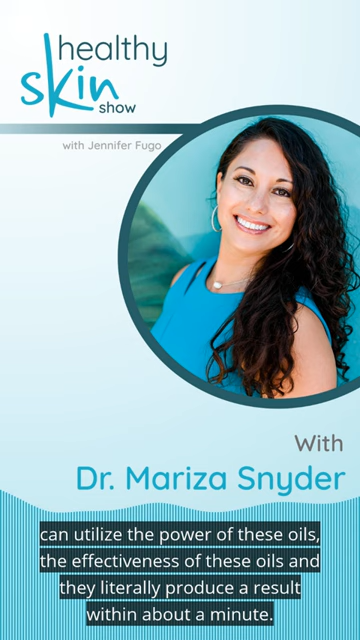 healthy
skin
show
with Jennifer Fugo
With
Dr. Mariza Snyder
can utilize the power of these oils,
the effectiveness of these oils and
they literally produce a result
within about a minute.